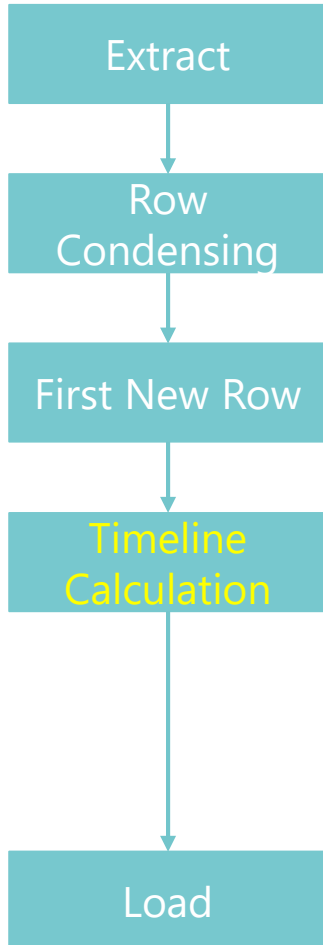 Extract
Row
Condensing
First New Row
Timeline
Calculation
Load